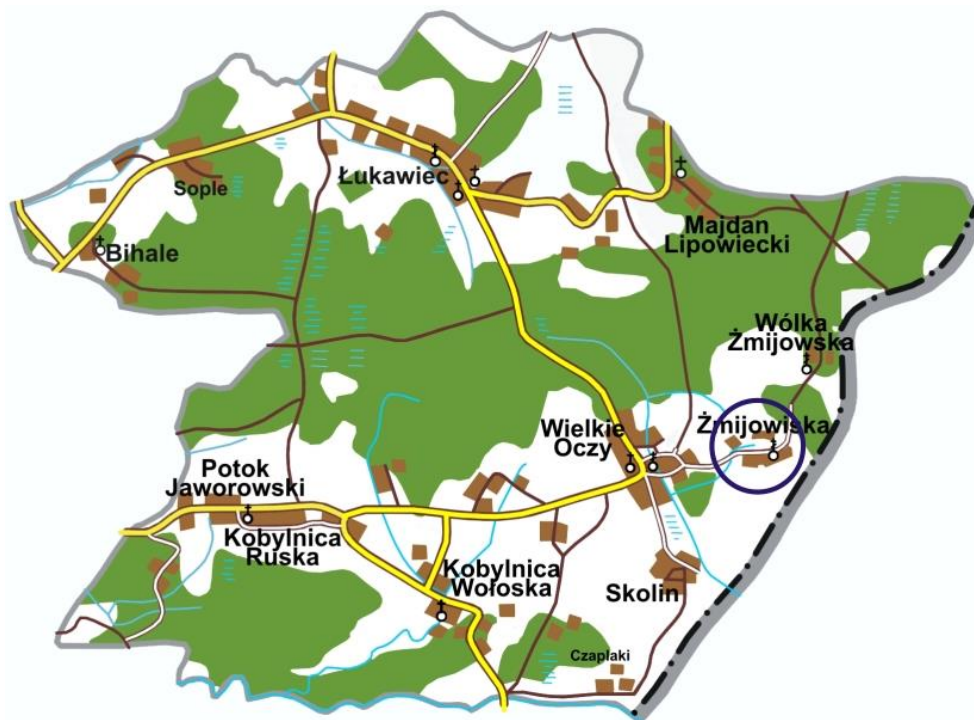 Łukawiec
Sople
Majdan
Lipowiecki
Bihale
Wólka
Żmijowska
Żmijowiska
Wielkie
Oczy
Potok
Jaworowski
Kobylnica
Ruska
Kobylnica
Wołoska
Skolin
Czaplaki